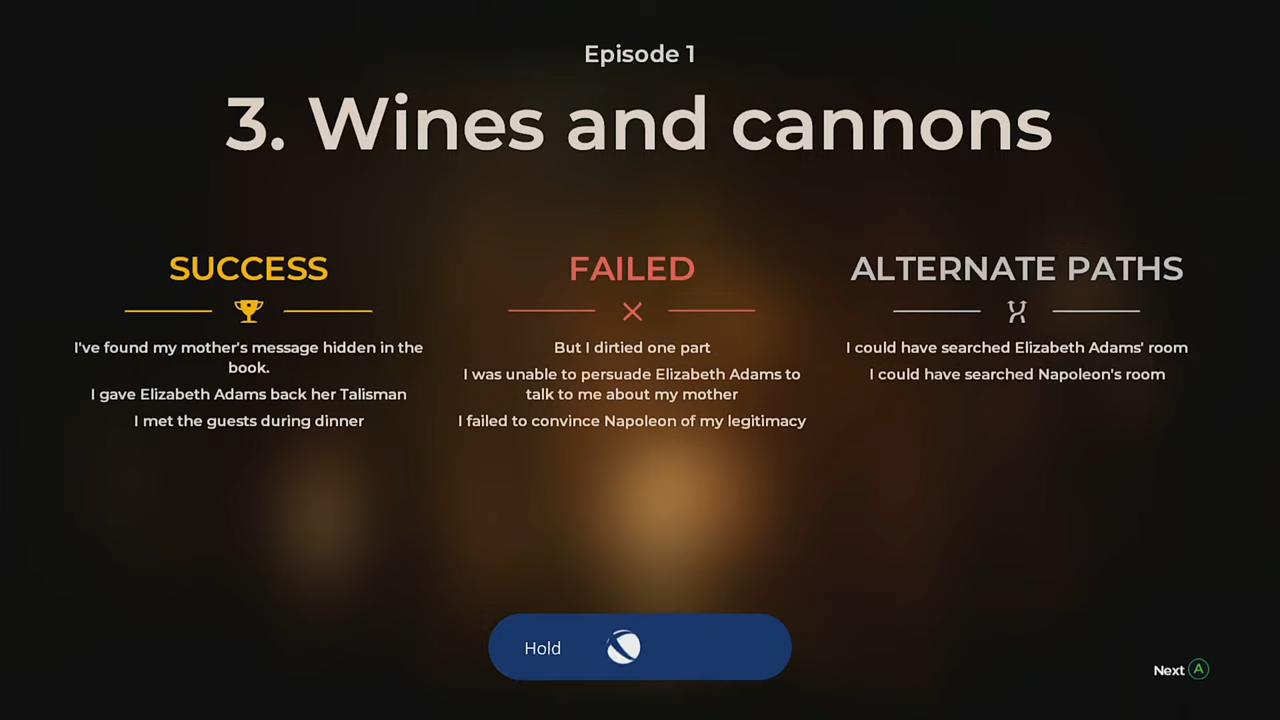 Episode 1
3. Wines and cannons
SUCCESS
I've found my mother's message hidden in the
book.
I gave Elizabeth Adams back her Talisman
I met the guests during dinner
FAILED
But I dirtied one part
I was unable to persuade Elizabeth Adams to
talk to me about my mother
I failed to convince Napoleon of my legitimacy
ALTERNATE PATHS
I could have searched Elizabeth Adams' room
I could have searched Napoleon's room
Hold
Next A